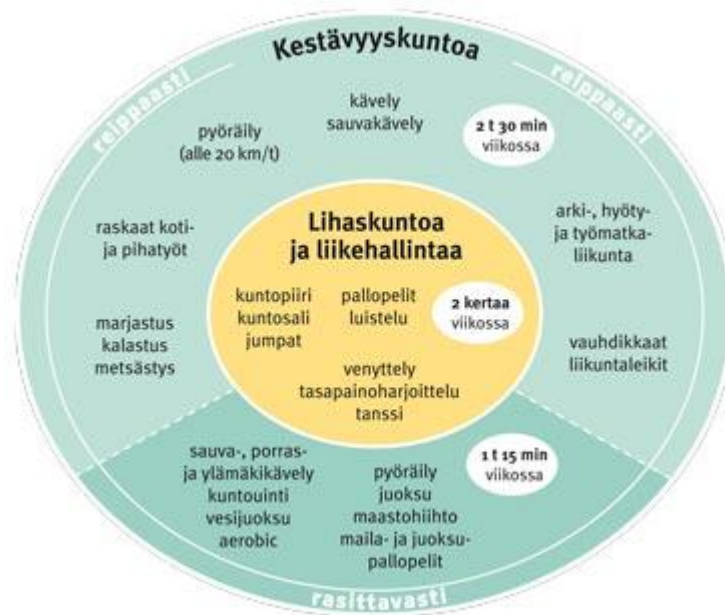 Kestävyyskuntoa
reippaasti
reippaasti
kävely
sauvakävely
2 t 30 min
viikossa
pyöräily
(alle 20 km/t)
raskaat koti-
ja pihatyöt
arki-, hyöty-
ja työmatka-
liikunta
marjastus
kalastus
metsästys
vauhdikkaat
liikuntaleikit
Lihaskuntoa
ja liikehallintaa
kuntopiiri
kuntosali
jumpat
pallopelit
luistelu
2 kertaa
viikossa
venyttely
tasapainoharjoittelu
tanssi
sauva-, porras-
ja ylämäkikävely
kuntouinti
vesijuoksu
aerobic
pyöräily
juoksu
maastohiihto
maila- ja juoksu-
pallopelit
1 t 15 min
viikossa
rasittavasti